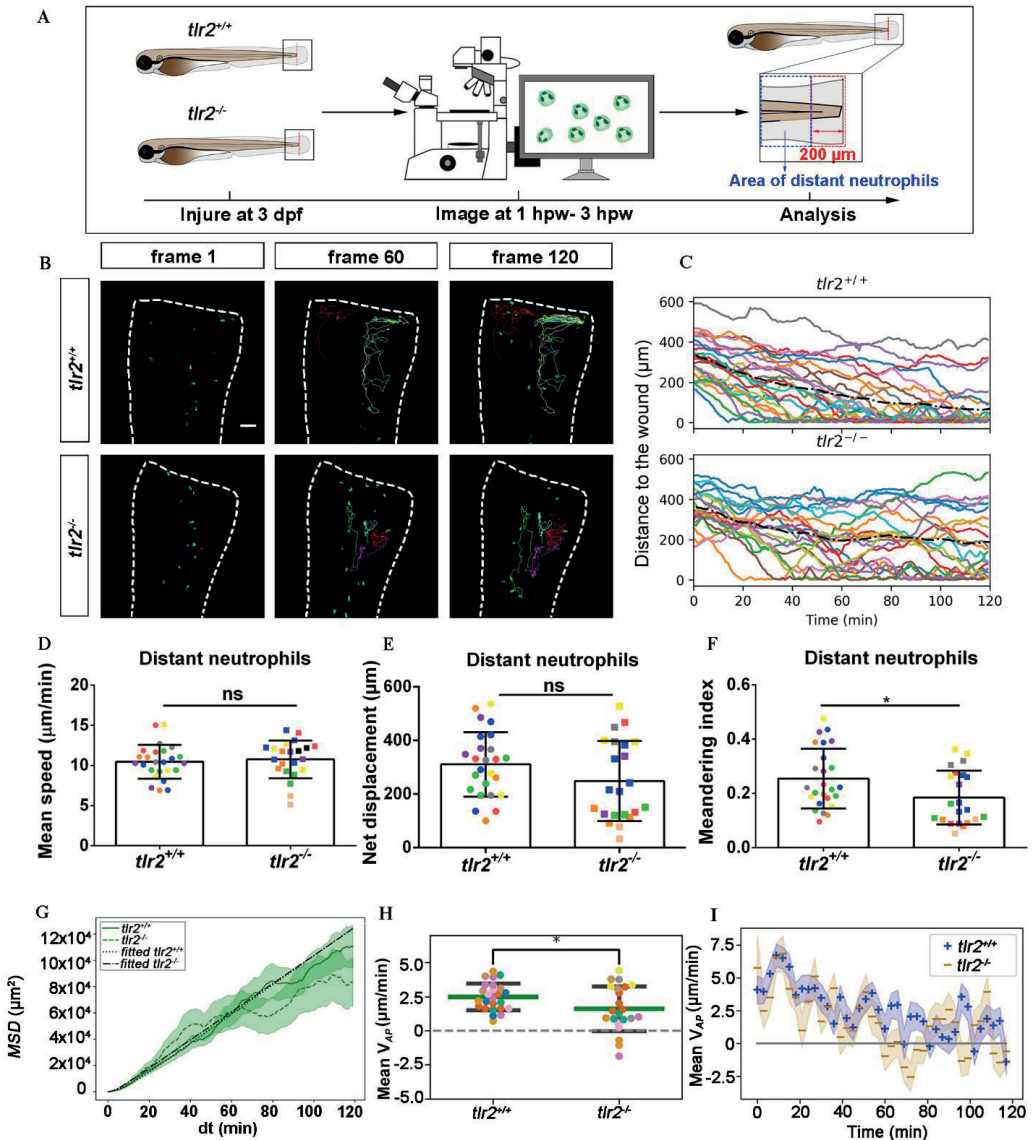 A
tlr2+/+
tlr2-/-
200 µm
Area of distant neutrophils
Injure at 3 dpf
Image at 1 hpw- 3 hpw
Analysis
B
frame 1
frame 60
frame 120
tlr2+/+
tlr2-/-
C
tlr2+/+
600
400
200
0
tlr2−/−
600
400
200
0
Distance to the wound (µm)
0 20 40 60 80 100 120
Time (min)
D
Distant neutrophils
ns
Mean speed (µm/min)
20
15
10
5
0
tlr2+/+ tlr2-/-
E
Distant neutrophils
ns
Net displacement (µm)
600
400
200
0
tlr2+/+ tlr2-/-
F
Distant neutrophils
*
Meandering index
0.6
0.4
0.2
0.0
tlr2+/+ tlr2-/-
G
tlr2+/+
tlr2-/-
fitted tlr2+/+
fitted tlr2-/-
MSD (µm²)
12x10⁴
10x10⁴
8x10⁴
6x10⁴
4x10⁴
2x10⁴
0
0 20 40 60 80 100 120
dt (min)
H
*
Mean VAP (µm/min)
5.0
2.5
0
-2.5
-5.0
tlr2+/+ tlr2-/-
I
tlr2+/+
tlr2-/-
Mean VAP (µm/min)
7.5
5.0
2.5
0
-2.5
0 20 40 60 80 100 120
Time (min)